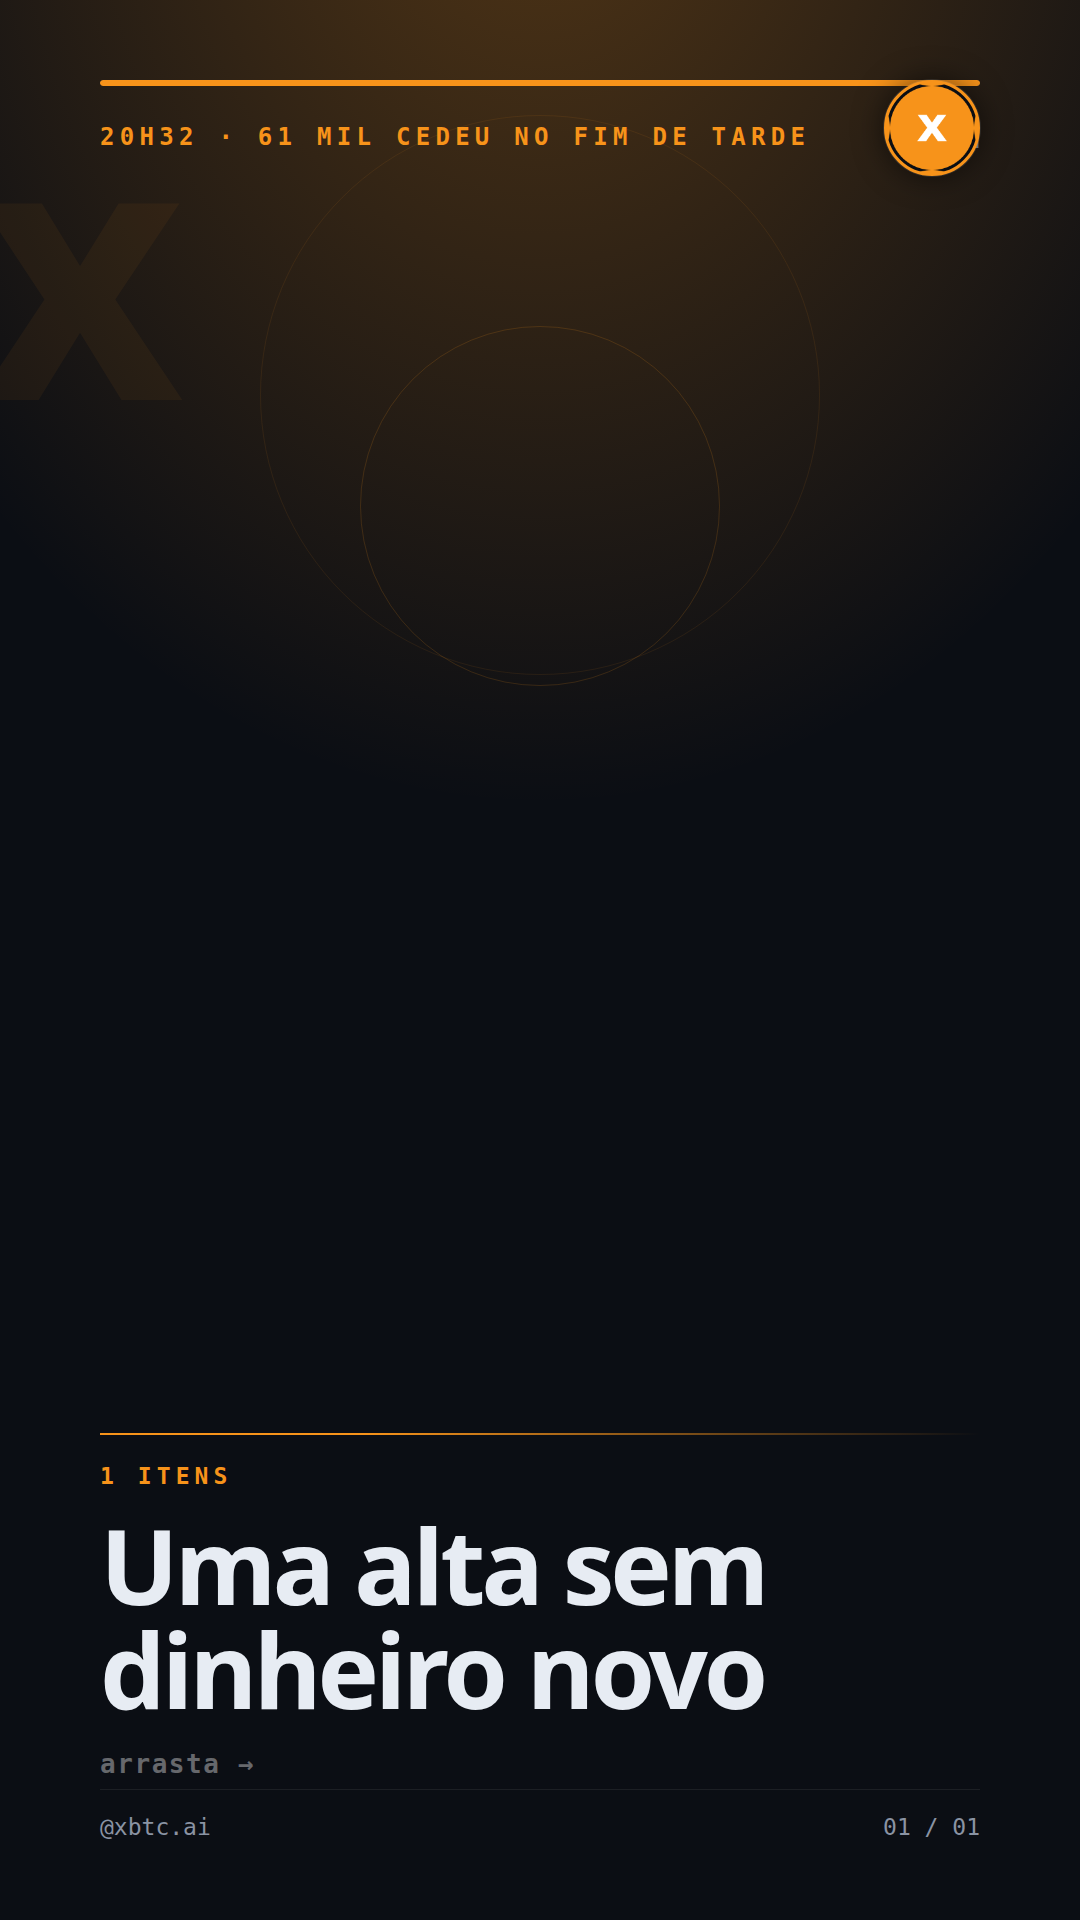 20H32 · 61 MIL CEDEU NO FIM DE TARDE
X
X
1 ITENS
Uma alta sem
dinheiro novo
arrasta →
@xbtc.ai
01 / 01